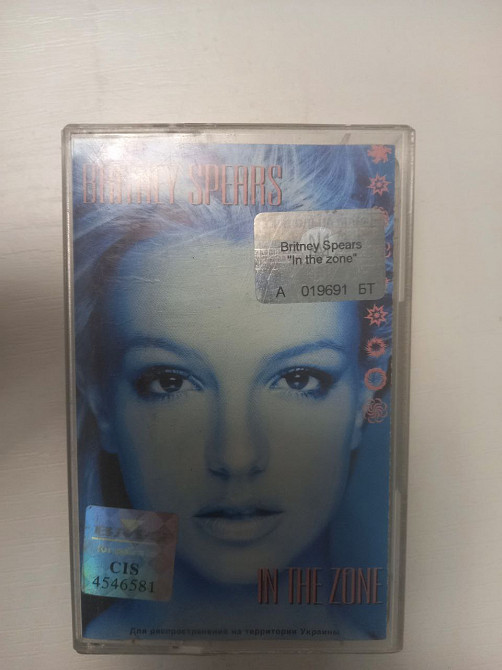 BRITNEY SPEARS
Britney Spears
"In the zone"
А 019691 БТ
BMG
CIS
4546581
IN THE ZONE
Для распространения на территории Украины